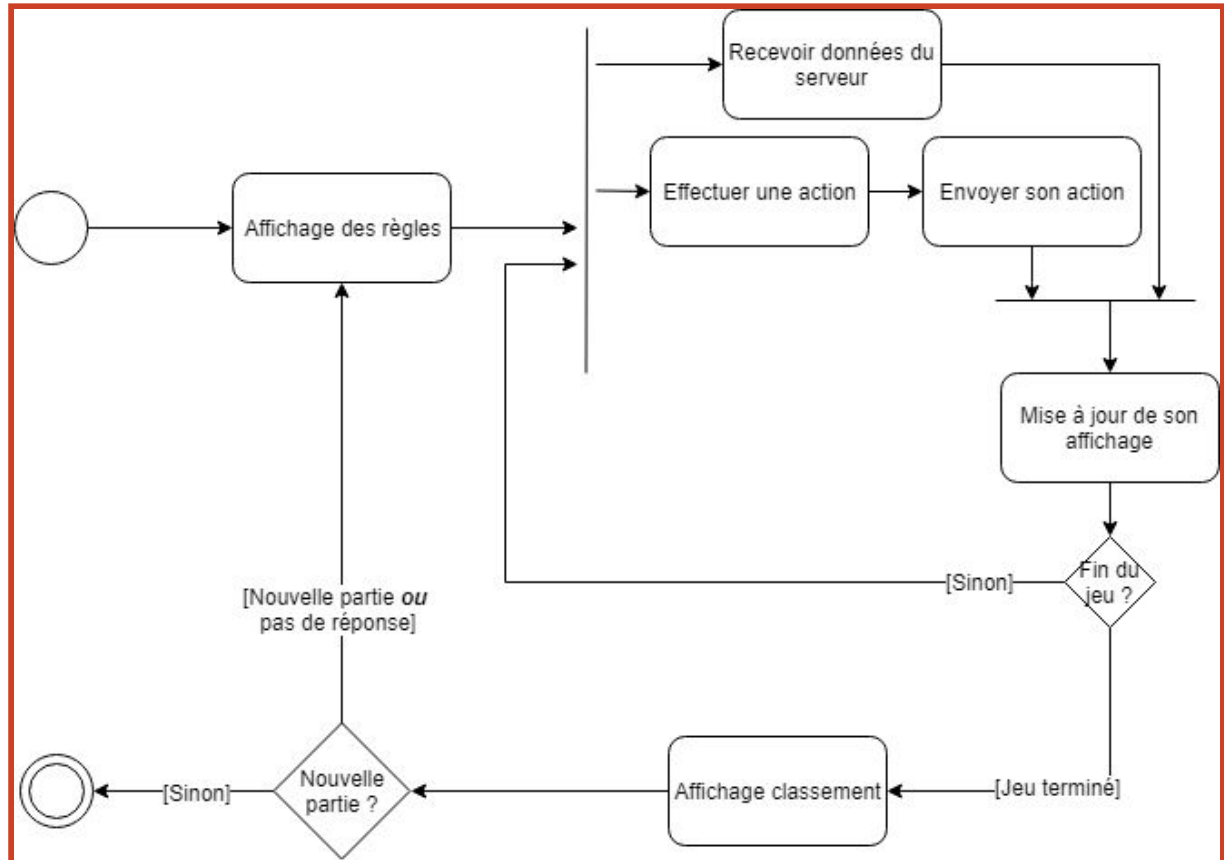 Recevoir données du
serveur
Effectuer une action
Envoyer son action
Affichage des règles
Mise à jour de son
affichage
Fin du
jeu ?
[Sinon]
[Nouvelle partie ou
pas de réponse]
[Jeu terminé]
Affichage classement
Nouvelle
partie ?
[Sinon]